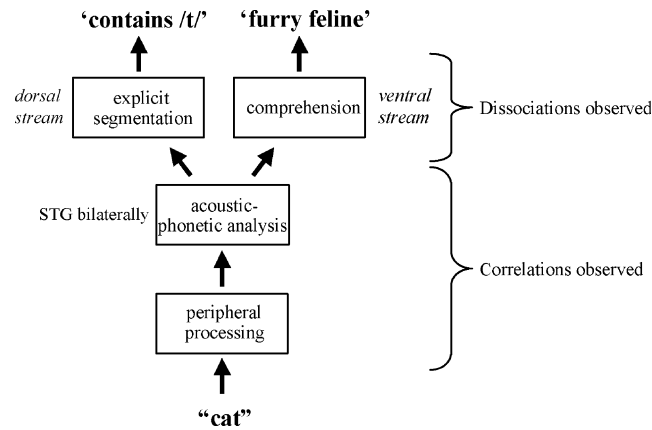 ‘contains /t/’
‘furry feline’
dorsal
stream
explicit
segmentation
comprehension
ventral
stream
Dissociations observed
STG bilaterally
acoustic-
phonetic analysis
Correlations observed
peripheral
processing
“cat”